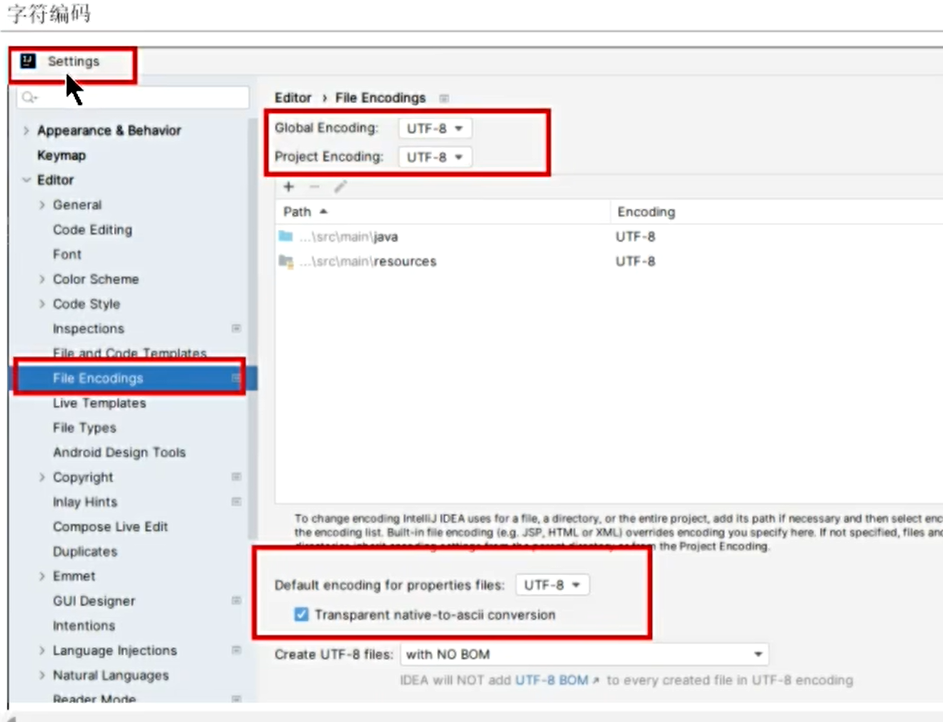 字符编码
Settings
Editor › File Encodings
Global Encoding: UTF-8
Project Encoding: UTF-8
Path Encoding
...\src\main\java UTF-8
...\src\main\resources UTF-8
Appearance & Behavior
Keymap
Editor
General
Code Editing
Font
Color Scheme
Code Style
Inspections
File and Code Templates
File Encodings
Live Templates
File Types
Android Design Tools
Copyright
Inlay Hints
Compose Live Edit
Duplicates
Emmet
GUI Designer
Intentions
Language Injections
Natural Languages
Reader Mode
To change encoding IntelliJ IDEA uses for a file, a directory, or the entire project, add its path if necessary and then select enc
the encoding list. Built-in file encoding (e.g. JSP, HTML or XML) overrides encoding you specify here. If not specified, files and
directories inherit encoding settings from the parent directory or from the Project Encoding.
Default encoding for properties files: UTF-8
Transparent native-to-ascii conversion
Create UTF-8 files: with NO BOM
IDEA will NOT add UTF-8 BOM ↗ to every created file in UTF-8 encoding